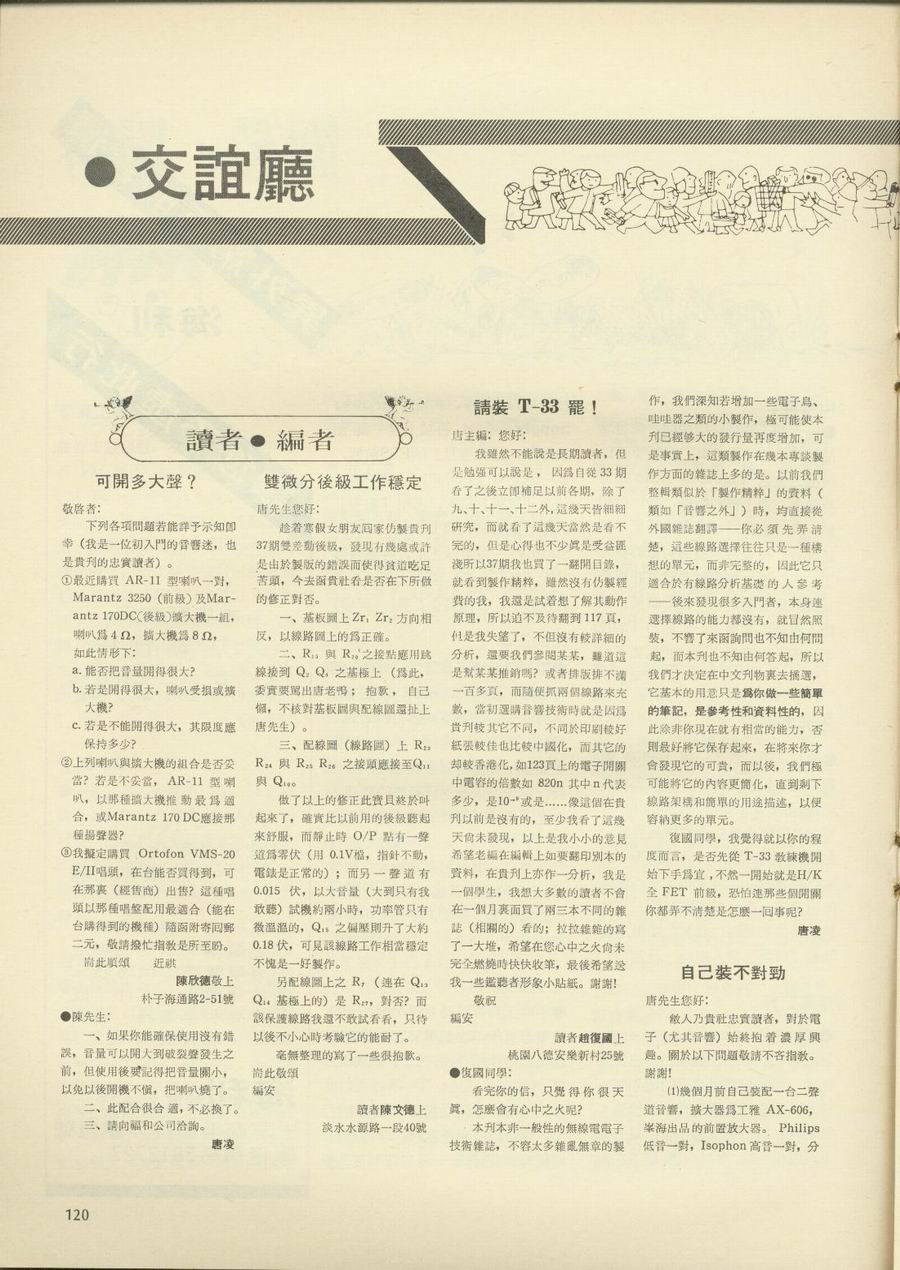 ●交誼廳
讀者●編者
可開多大聲？
敬啓者：
下列各項問題若能詳予示知卽
幸（我是一位初入門的音響迷，也
是貴刊的忠實讀者）。
①最近購買 AR-11 型喇叭一對，
Marantz 3250（前級）及Mar-
antz 170DC（後級）擴大機一組，
喇叭爲 4 Ω，擴大機爲 8 Ω，
如此情形下：
a. 能否把音量開得很大？
b. 若是開得很大，喇叭受損或擴
大機？
c. 若是不能開得很大，其限度應
保持多少？
②上列喇叭與擴大機的組合是否妥
當？若是不妥當，AR-11 型喇
叭，以那種擴大機推動最爲適
合，或Marantz 170 DC應接那
種揚聲器？
③我擬定購買 Ortofon VMS-20
E/II唱頭，在台能否買得到，可
在那裏（經售商）出售？這種唱
頭以那種唱盤配用最適合（能在
台購得到的機種）隨函附寄回郵
二元，敬請撥忙指敎是所至盼。
耑此順頌　近祺
陳欣德敬上
朴子海通路2-51號
●陳先生：
一、如果你能確保使用沒有錯
誤，音量可以開大到破裂聲發生之
前，但使用後要記得把音量關小，
以免以後開機不愼，把喇叭燒了。
二、此配合很合適，不必換了。
三、請向福和公司洽詢。
唐凌
雙微分後級工作穩定
唐先生您好：
趁着寒假女朋友囘家仿製貴刊
37期雙差動後級，發現有幾處或許
是由於製版的錯誤而使得貧道吃足
苦頭，今去函貴社看是否在下所做
的修正對否。
一、基板圖上 Zr₁ Zr₂ 方向相
反，以線路圖上的爲正確。
二、R₁₉ 與 R₂₀'之接點應用跳
線接到 Q₅ Q₆ 之基極上（爲此，
委實要罵出唐老鴨；抱歉，自己
懶，不核對基板圖與配線圖還扯上
唐先生）。
三、配線圖（線路圖）上 R₂₃
R₂₄ 與 R₂₅ R₂₆ 之接頭應接至Q₁₁
與 Q₁₀。
做了以上的修正此寶貝終於叫
起來了，確實比以前用的後級聽起
來舒服，而靜止時 O/P 點有一聲
道爲零伏（用 0.1V檔，指針不動，
電錶是正常的）；而另一聲道有
0.015 伏，以大音量（大到只有我
敢聽）試機約兩小時，功率管只有
微溫溫的，Q₁₅ 之偏壓則升了大約
0.18 伏，可見該線路工作相當穩定
不愧是一好製作。
另配線圖上之 R₇（連在 Q₁₃
Q₁₄ 基極上的）是 R₂₇，對否？而
該保護線路我還不敢試看看，只待
以後不小心時考驗它的能耐了。
毫無整理的寫了一些很抱歉。
耑此敬頌
編安
讀者陳文德上
淡水水源路一段40號
請裝 T-33 罷！
唐主編：您好：
我雖然不能說是長期讀者，但
是勉强可以說是，因爲自從 33 期
看了之後立卽補足以前各期，除了
九、十、十一、十二外，這幾天皆細細
硏究，而就看了這幾天當然是看不
完的，但是心得也不少眞是受益匪
淺所以37期我也買了一翻開目錄，
就看到製作精粹，雖然沒有仿製經
費的我，我還是試着想了解其動作
原理，所以迫不及待翻到 117 頁，
但是我失望了，不但沒有較詳細的
分析，還要我們參閱某某，難道這
是幫某某推銷嗎？或者排版排不滿
一百多頁，而隨便抓兩個線路來充
數，當初選購音響技術時就是因爲
貴刊較其它不同，不同於印刷較好
紙張較佳也比較中國化，而其它的
却較香港化，如123頁上的電子開關
中電容的倍數如 820n 其中 n 代表
多少，是10⁻⁹或是……像這個在貴
刊以前是沒有的，至少我看了這幾
天尙未發現，以上是我小小的意見
希望老編在編輯上如要翻印別本的
資料，在貴刊上亦作一分析，我是
一個學生，我想大多數的讀者不會
在一個月裏面買了兩三本不同的雜
誌（相關的）看的；拉拉雜雜的寫
了一大堆，希望在您心中之火尙未
完全燃燒時快快收筆，最後希望送
我一些鑑聽者形象小貼紙。謝謝！
敬祝
編安
讀者趙復國上
桃園八德安樂新村25號
●復國同學：
看完你的信，只覺得你很天
眞，怎麼會有心中之火呢？
本刊本非一般性的無線電電子
技術雜誌，不容太多雜亂無章的製
作，我們深知若增加一些電子鳥、
哇哇器之類的小製作，極可能使本
刋已經够大的發行量再度增加，可
是事實上，這類製作在幾本專談製
作方面的雜誌上多的是。以前我們
整輯類似於「製作精粹」的資料（
類如「音響之外」）時，均直接從
外國雜誌翻譯——你必須先弄清
楚，這些線路選擇往往只是一種構
想的單元，而非完整的，因此它只
適合於有線路分析基礎的人參考
——後來發現很多入門者，本身連
選擇線路的能力都沒有，就冒然照
裝，不響了來函詢問也不知由何問
起，而本刋也不知由何答起，所以
我們才決定在中文刋物裏去摘選，
它基本的用意只是爲你做一些簡單
的筆記，是參考性和資料性的，因
此除非你現在就有相當的能力，否
則最好將它保存起來，在將來你才
會發現它的可貴，而以後，我們極
可能將它的內容更簡化，直到剩下
線路架構和簡單的用途描述，以便
容納更多的單元。
復國同學，我覺得就以你的程
度而言，是否先從 T-33 敎練機開
始下手爲宜，不然一開始就是H/K
全 FET 前級，恐怕連那些個開關
你都弄不清楚是怎麼一回事呢？
唐凌
自己裝不對勁
唐先生您好：
敝人乃貴社忠實讀者，對於電
子（尤其音響）始終抱着濃厚興
趣。關於以下問題敬請不吝指敎。
謝謝！
⑴幾個月前自己裝配一台二聲
道音響，擴大器爲工雅 AX-606，
峯海出品的前置放大器。Philips
低音一對，Isophon 高音一對，分
120